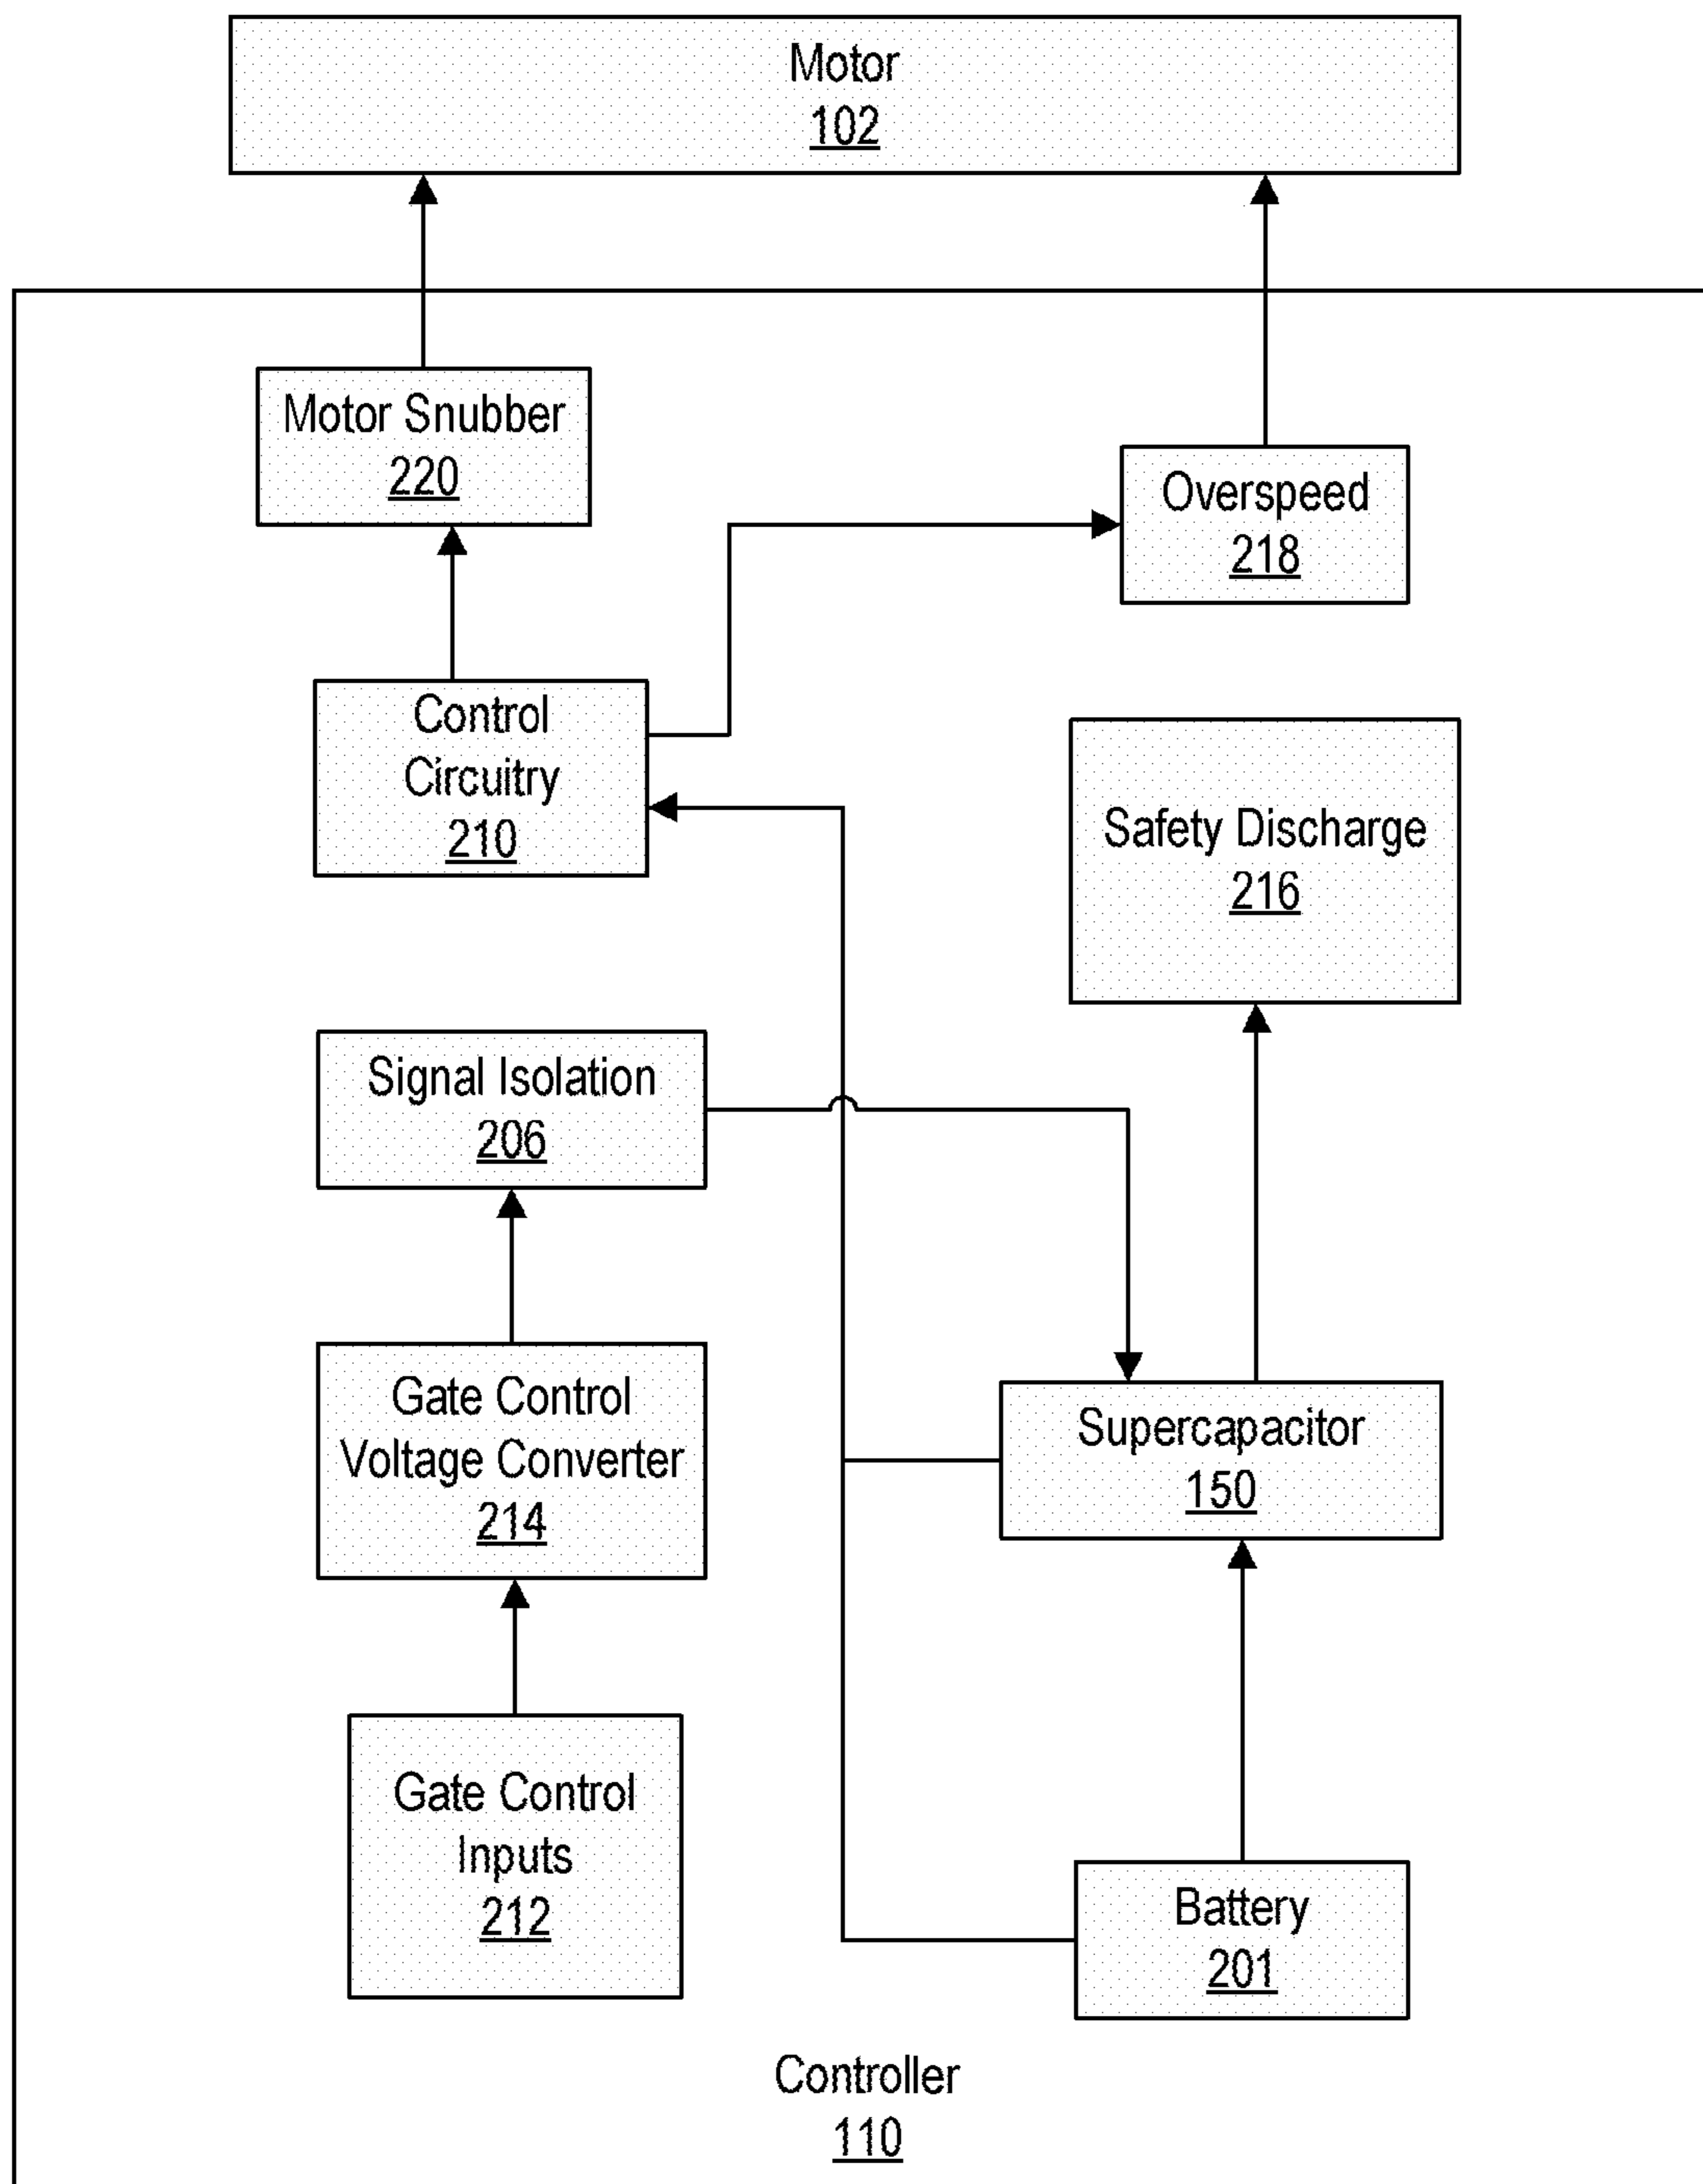 Motor
102
Motor Snubber
220
Overspeed
218
Control
Circuitry
210
Safety Discharge
216
Signal Isolation
206
Gate Control
Voltage Converter
214
Supercapacitor
150
Gate Control
Inputs
212
Battery
201
Controller
110